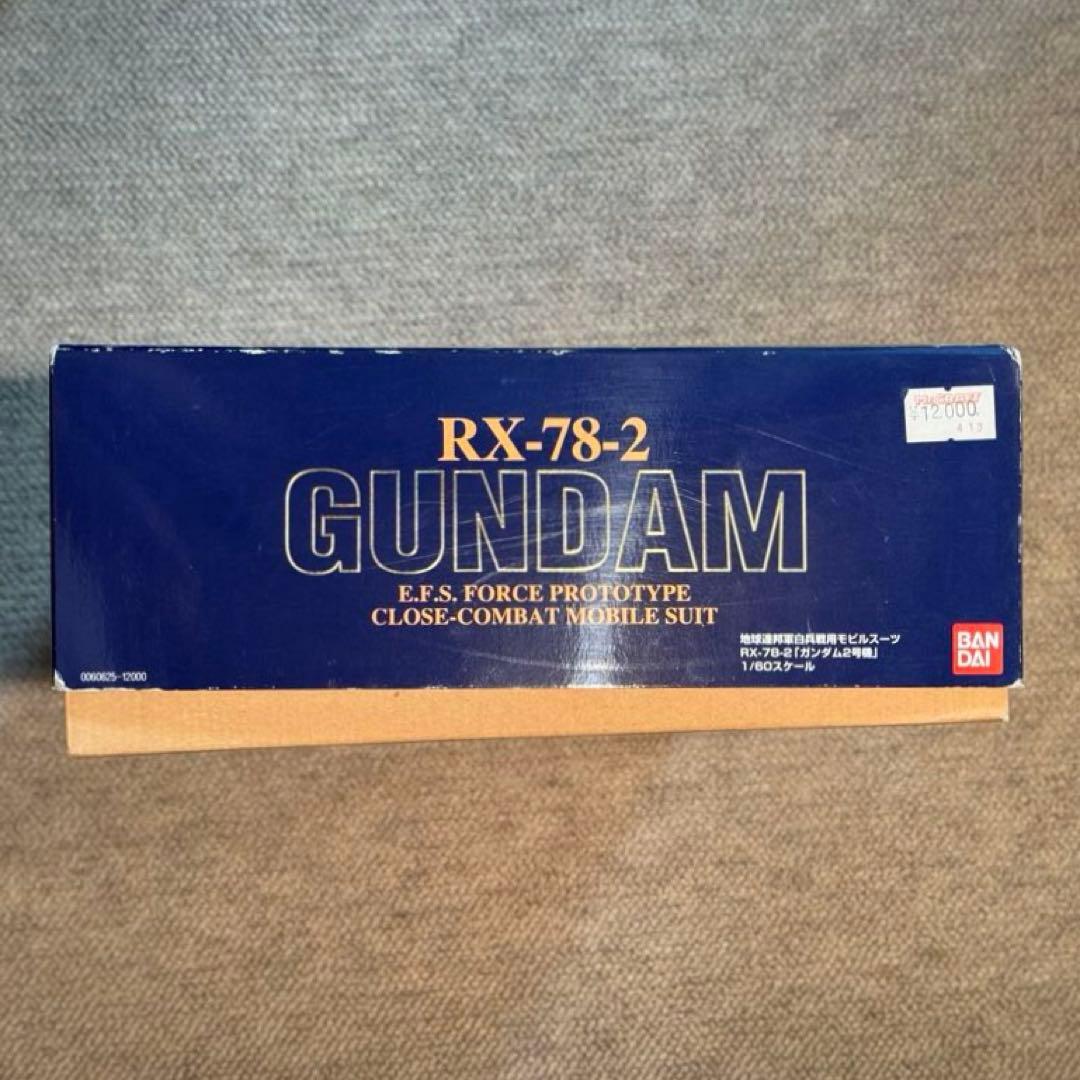 ¥12,000.
413
RX-78-2
GUNDAM
E.F.S. FORCE PROTOTYPE
CLOSE-COMBAT MOBILE SUIT
地球連邦軍白兵戦用モビルスーツ
RX-78-2「ガンダム2号機」
1/60スケール
BAN
DAI
0060625-12000